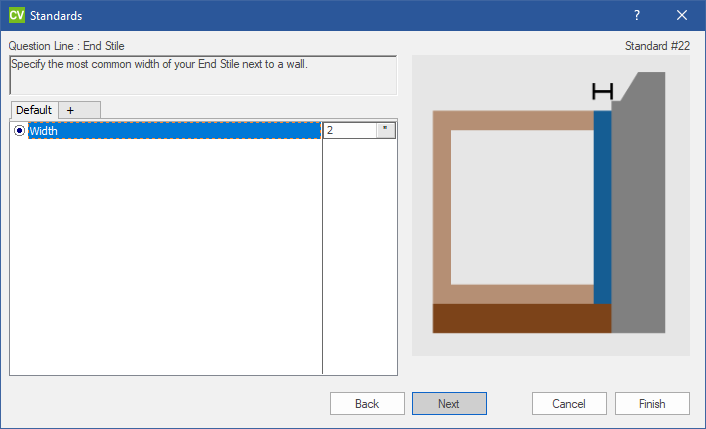 CV Standards ?
Question Line : End Stile Standard #22
Specify the most common width of your End Stile next to a wall.
Default +
Width 2 "
Back Next Cancel Finish